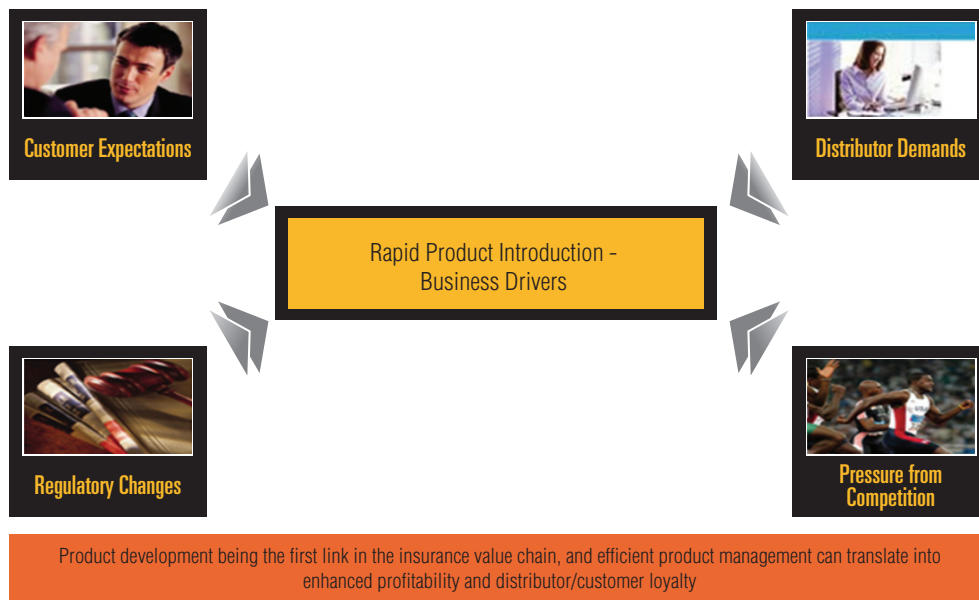 Customer Expectations
Distributor Demands
Rapid Product Introduction -
Business Drivers
Regulatory Changes
Pressure from
Competition
Product development being the first link in the insurance value chain, and efficient product management can translate into
enhanced profitability and distributor/customer loyalty